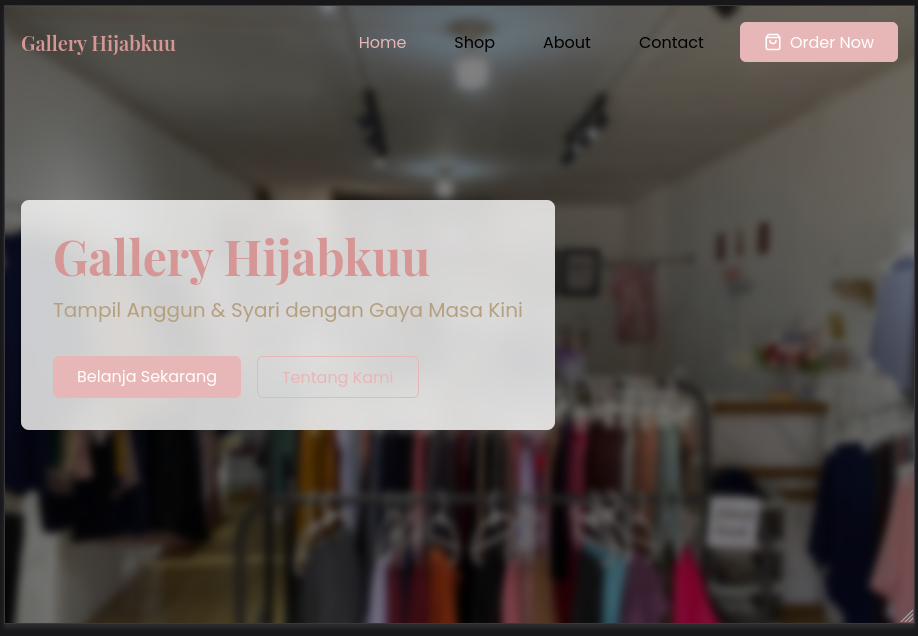 Gallery Hijabkuu
Home
Shop
About
Contact
Order Now
Gallery Hijabkuu
Tampil Anggun & Syari dengan Gaya Masa Kini
Belanja Sekarang
Tentang Kami